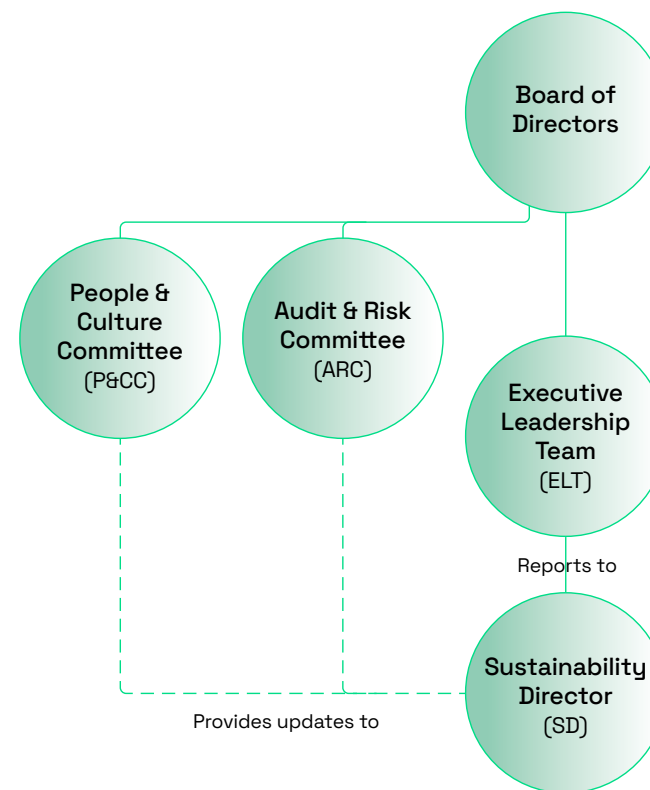 Board of
Directors
People &
Culture
Committee
(P&CC)
Audit & Risk
Committee
(ARC)
Executive
Leadership
Team
(ELT)
Reports to
Sustainability
Director
(SD)
Provides updates to